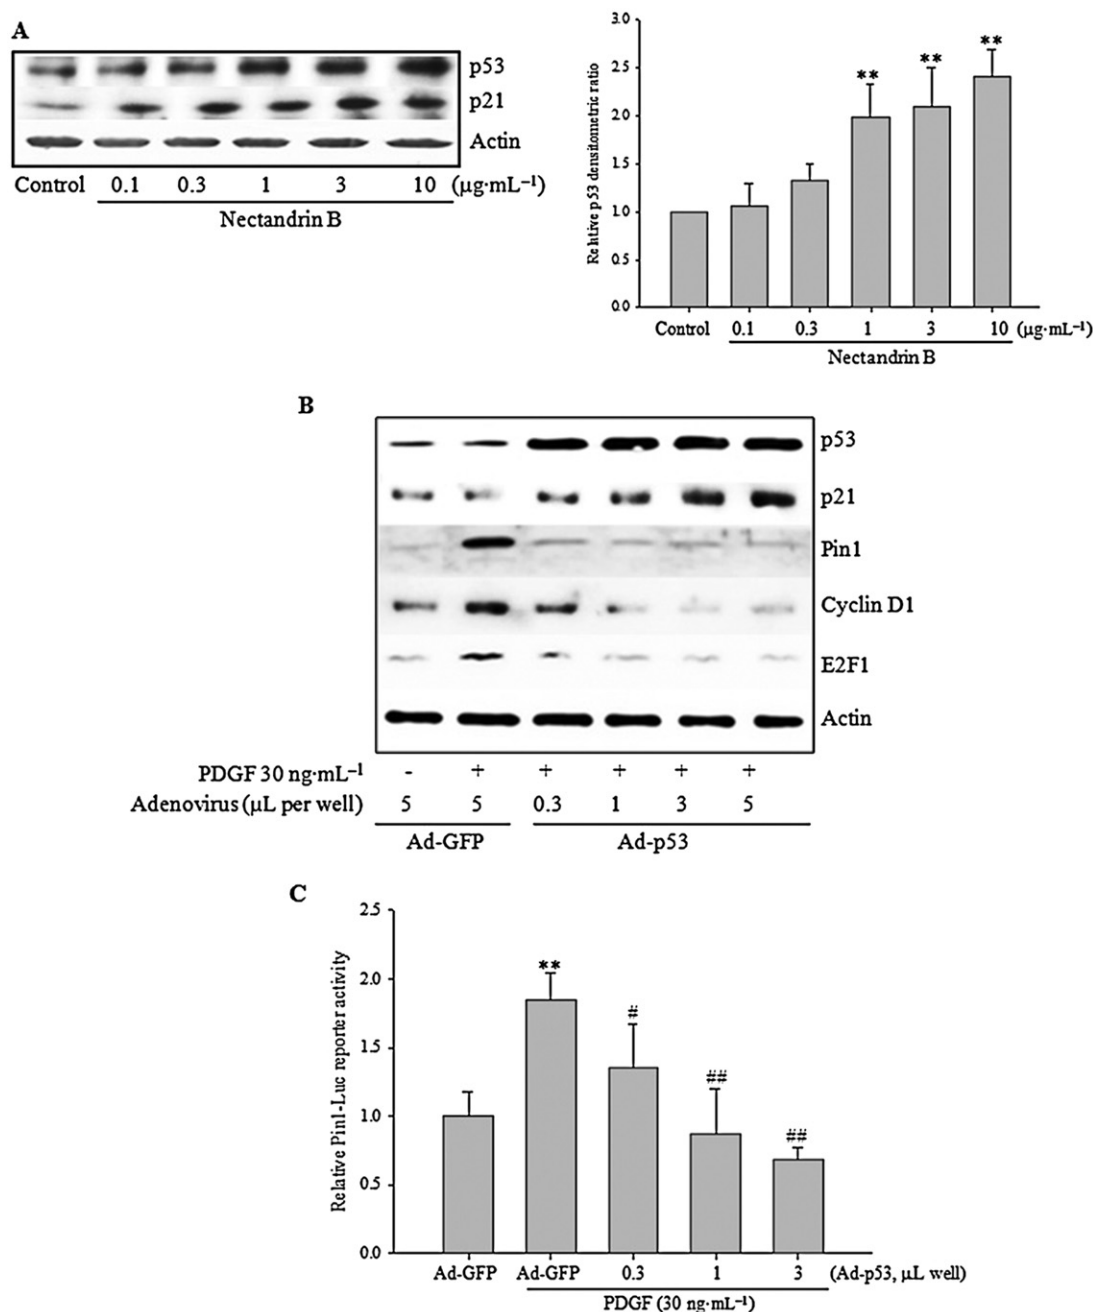 A
p53
p21
Actin
Control 0.1 0.3 1 3 10 (μg·mL⁻¹)
Nectandrin B
Relative p53 densitometric ratio
3.0
2.5
2.0
1.5
1.0
0.5
0.0
** ** **
Control 0.1 0.3 1 3 10 (μg·mL⁻¹)
Nectandrin B
B
p53
p21
Pin1
Cyclin D1
E2F1
Actin
PDGF 30 ng·mL⁻¹ - + + + + +
Adenovirus (μL per well) 5 5 0.3 1 3 5
Ad-GFP Ad-p53
C
Relative Pin1-Luc reporter activity
2.5
2.0
1.5
1.0
0.5
0.0
** # ## ##
Ad-GFP Ad-GFP 0.3 1 3 (Ad-p53, μL well)
PDGF (30 ng·mL⁻¹)